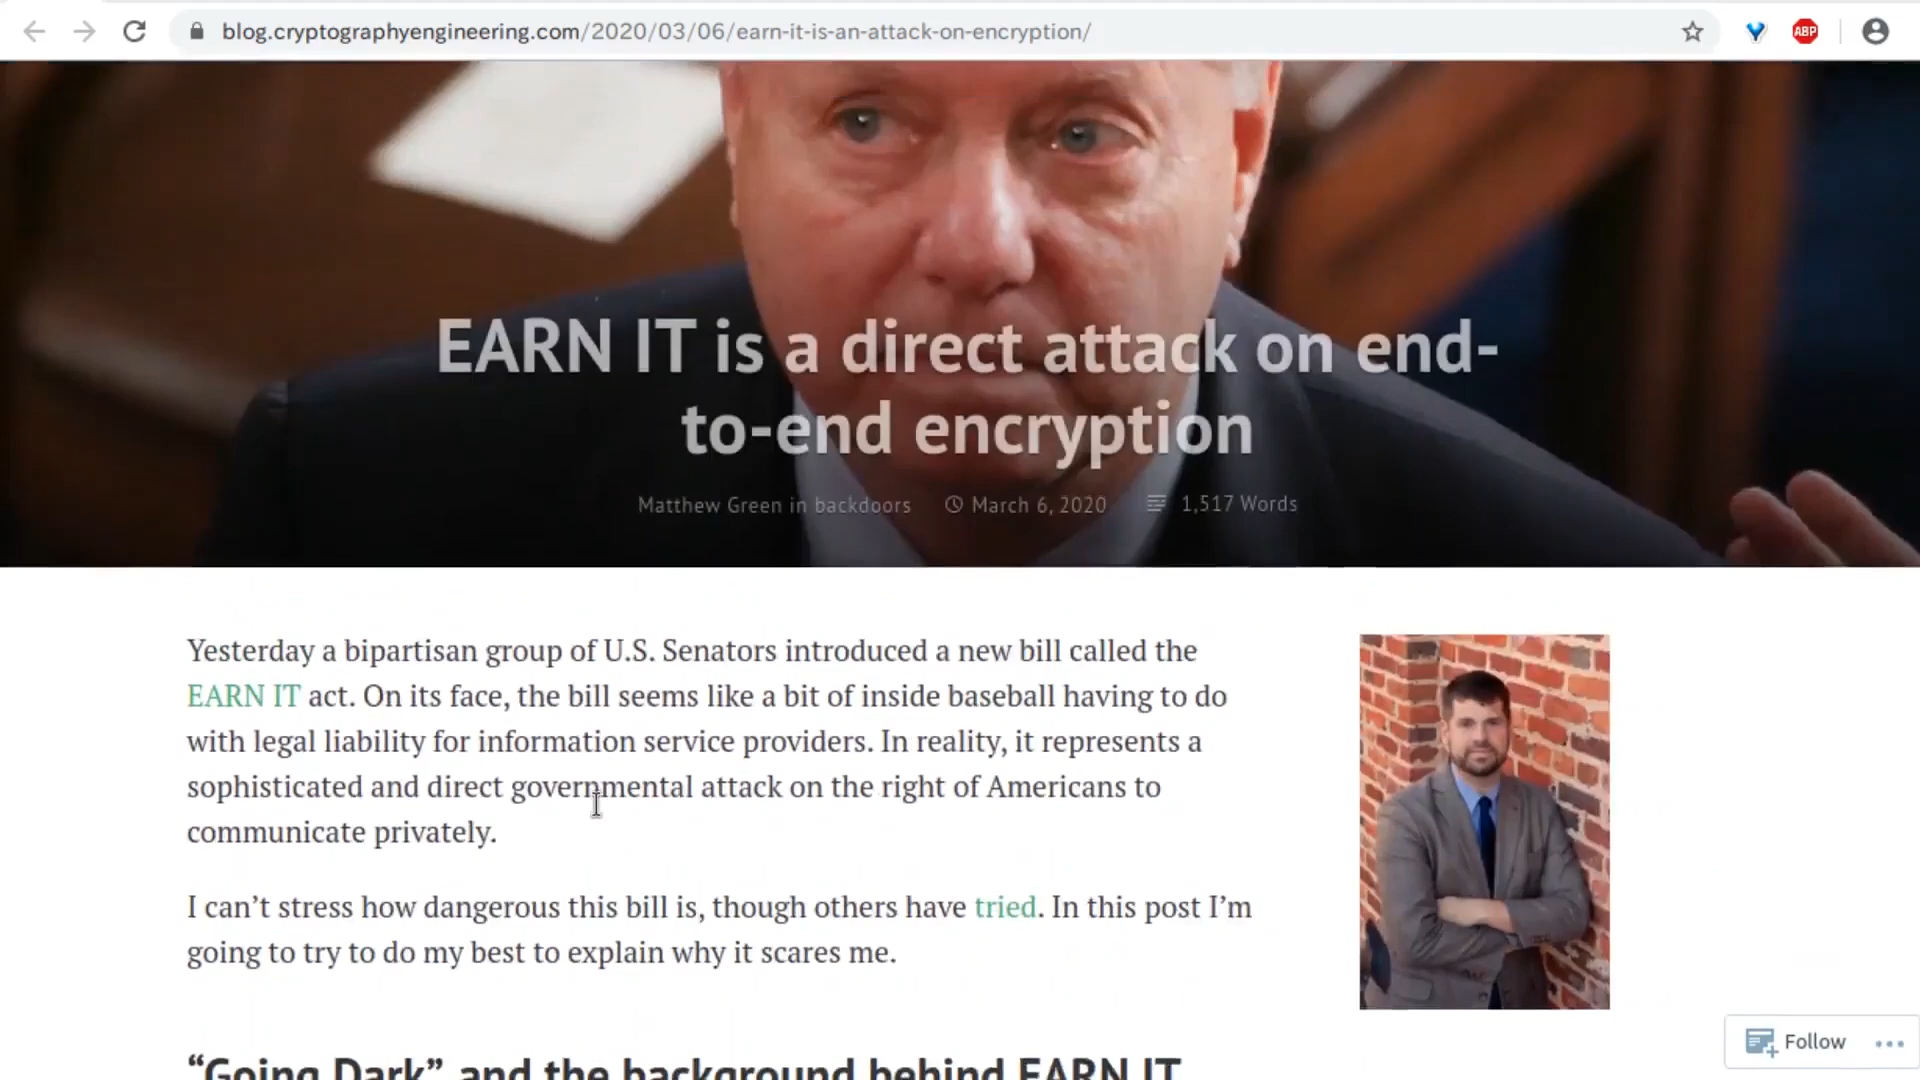 blog.cryptographyengineering.com/2020/03/06/earn-it-is-an-attack-on-encryption/
ABP
EARN IT is a direct attack on end-
to-end encryption
Matthew Green in backdoors March 6, 2020 1,517 Words
Yesterday a bipartisan group of U.S. Senators introduced a new bill called the
EARN IT act. On its face, the bill seems like a bit of inside baseball having to do
with legal liability for information service providers. In reality, it represents a
sophisticated and direct governmental attack on the right of Americans to
communicate privately.
I can’t stress how dangerous this bill is, though others have tried. In this post I’m
going to try to do my best to explain why it scares me.
“Going Dark” and the background behind EARN IT
Follow